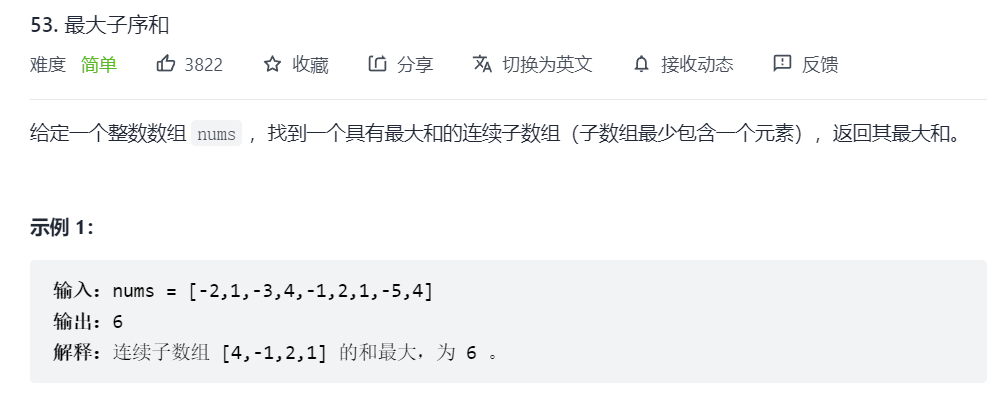 53. 最大子序和
难度 简单 3822 收藏 分享 切换为英文 接收动态 反馈
给定一个整数数组 nums ，找到一个具有最大和的连续子数组（子数组最少包含一个元素），返回其最大和。
示例 1：
输入：nums = [-2,1,-3,4,-1,2,1,-5,4]
输出：6
解释：连续子数组 [4,-1,2,1] 的和最大，为 6 。